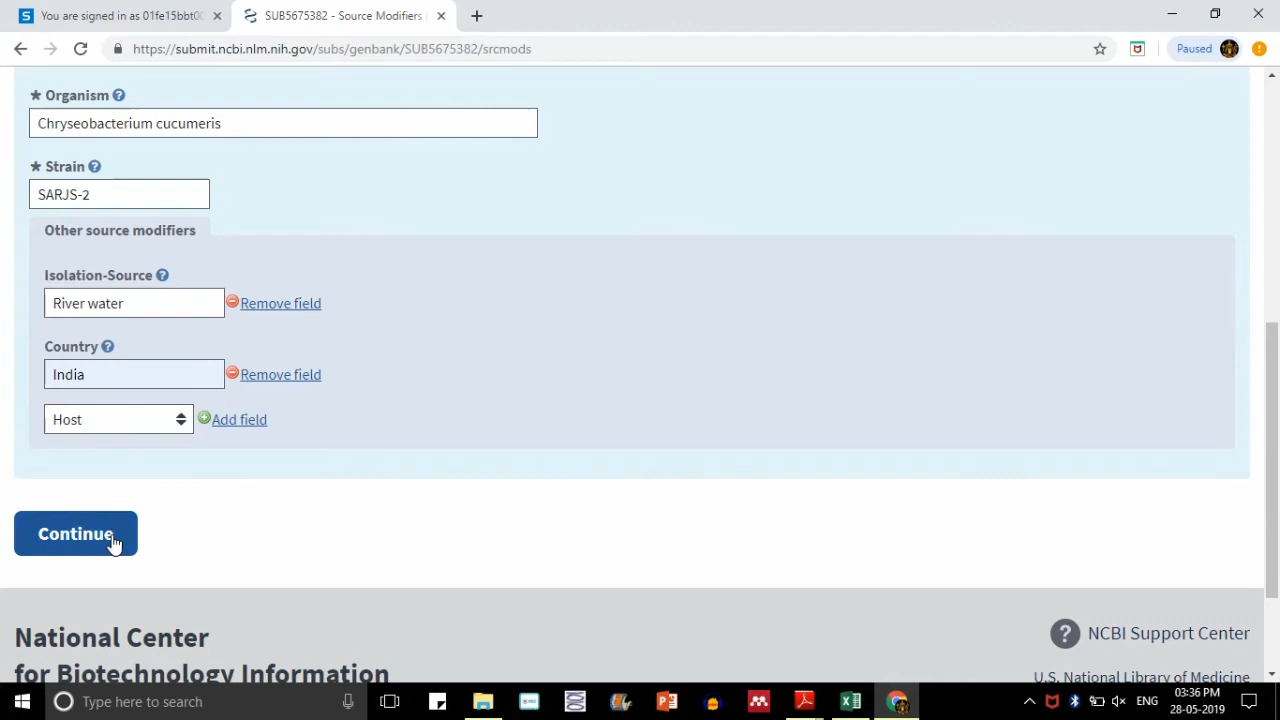 You are signed in as 01fe15bbt0
SUB5675382 - Source Modifiers
https://submit.ncbi.nlm.nih.gov/subs/genbank/SUB5675382/srcmods
Paused
* Organism
Chryseobacterium cucumeris
* Strain
SARJS-2
Other source modifiers
Isolation-Source
River water
Remove field
Country
India
Remove field
Host
Add field
Continue
National Center
for Biotechnology Information
NCBI Support Center
U.S. National Library of Medicine
Type here to search
ENG
03:36 PM
28-05-2019